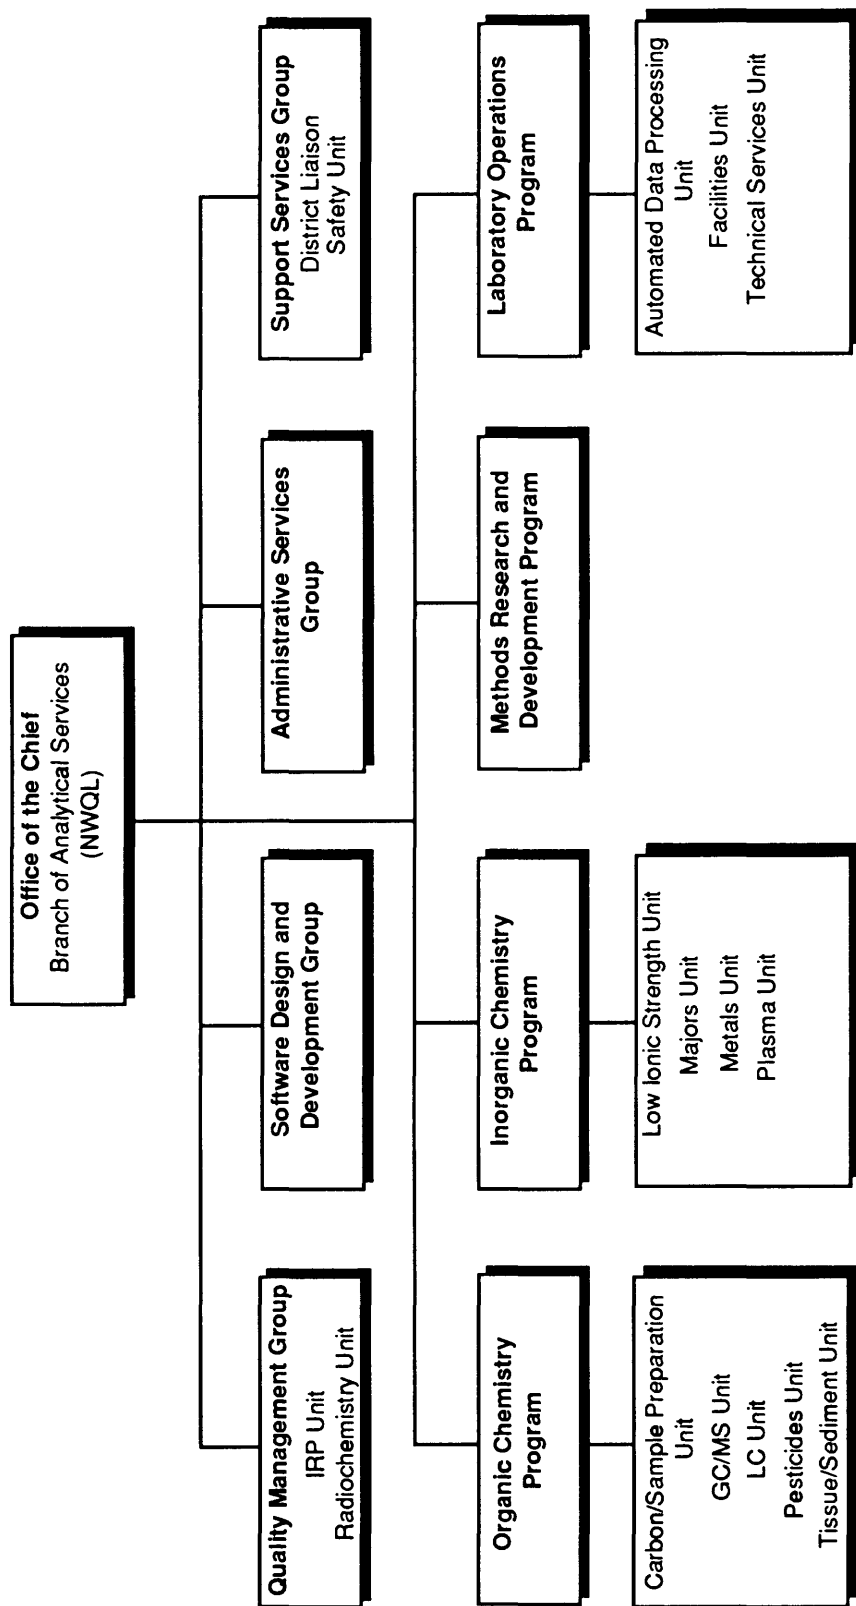 Office of the Chief
Branch of Analytical Services
(NWQL)
Quality Management Group
IRP Unit
Radiochemistry Unit
Software Design and
Development Group
Administrative Services
Group
Support Services Group
District Liaison
Safety Unit
Organic Chemistry
Program
Inorganic Chemistry
Program
Methods Research and
Development Program
Laboratory Operations
Program
Carbon/Sample Preparation
Unit
GC/MS Unit
LC Unit
Pesticides Unit
Tissue/Sediment Unit
Low Ionic Strength Unit
Majors Unit
Metals Unit
Plasma Unit
Automated Data Processing
Unit
Facilities Unit
Technical Services Unit